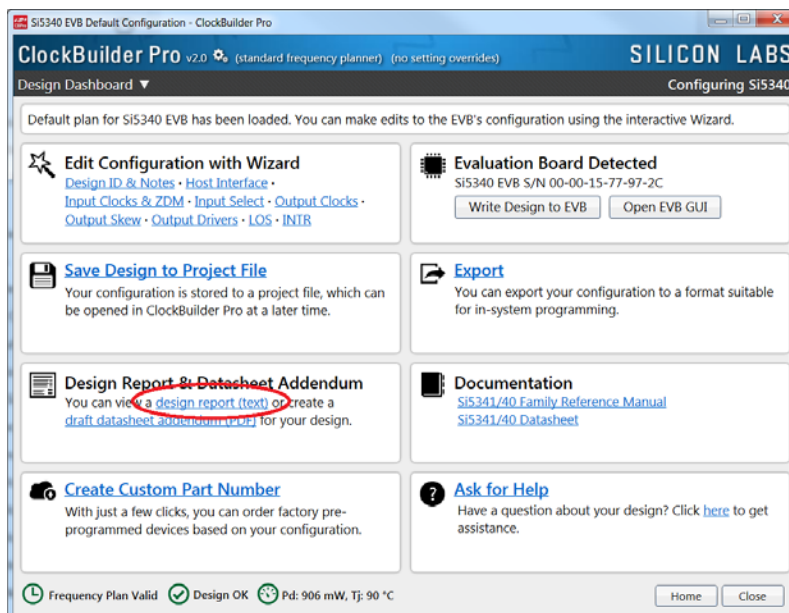 Si5340 EVB Default Configuration - ClockBuilder Pro
ClockBuilder Pro v2.0 (standard frequency planner) (no setting overrides) SILICON LABS
Design Dashboard ▼ Configuring Si5340
Default plan for Si5340 EVB has been loaded. You can make edits to the EVB's configuration using the interactive Wizard.
Edit Configuration with Wizard
Design ID & Notes · Host Interface ·
Input Clocks & ZDM · Input Select · Output Clocks ·
Output Skew · Output Drivers · LOS · INTR
Evaluation Board Detected
Si5340 EVB S/N 00-00-15-77-97-2C
Write Design to EVB Open EVB GUI
Save Design to Project File
Your configuration is stored to a project file, which can
be opened in ClockBuilder Pro at a later time.
Export
You can export your configuration to a format suitable
for in-system programming.
Design Report & Datasheet Addendum
You can view a design report (text) or create a
draft datasheet addendum (PDF) for your design.
Documentation
Si5341/40 Family Reference Manual
Si5341/40 Datasheet
Create Custom Part Number
With just a few clicks, you can order factory pre-
programmed devices based on your configuration.
Ask for Help
Have a question about your design? Click here to get
assistance.
Frequency Plan Valid Design OK Pd: 906 mW, Tj: 90 °C Home Close